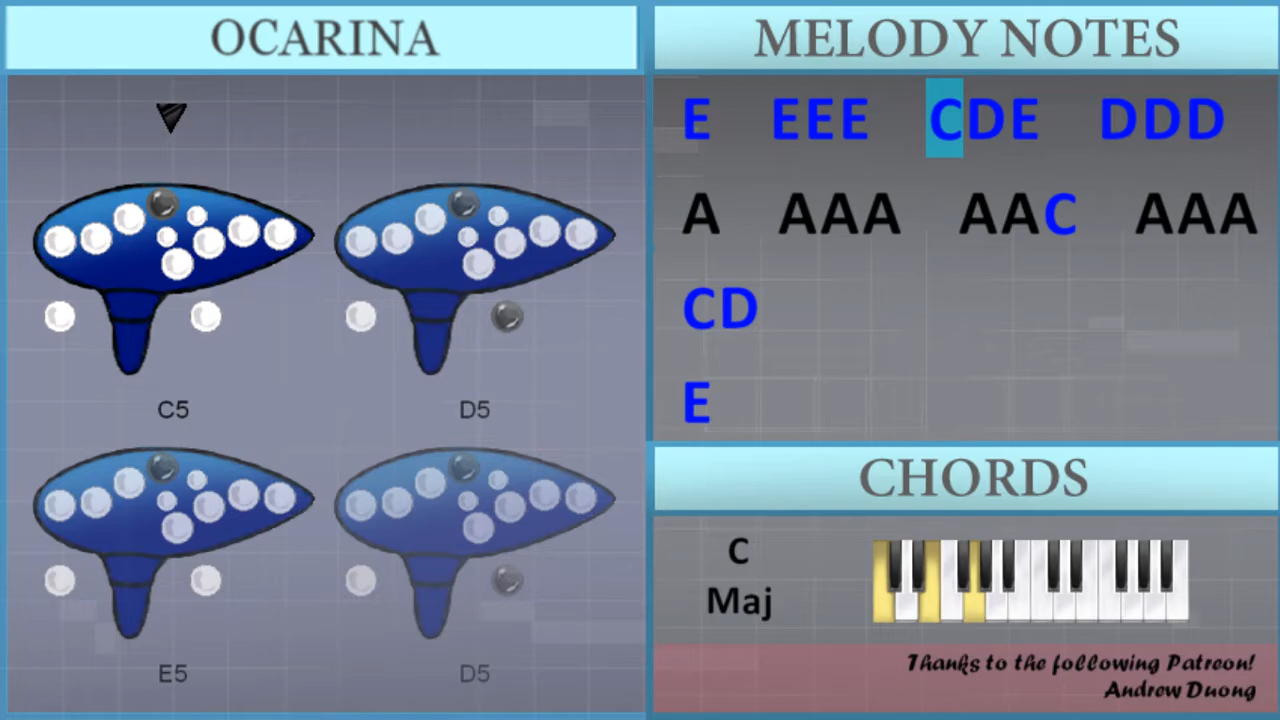 OCARINA
C5
D5
E5
D5
MELODY NOTES
E EEE CDE DDD
A AAA AAC AAA
CD
E
CHORDS
C
Maj
Thanks to the following Patreon!
Andrew Duong